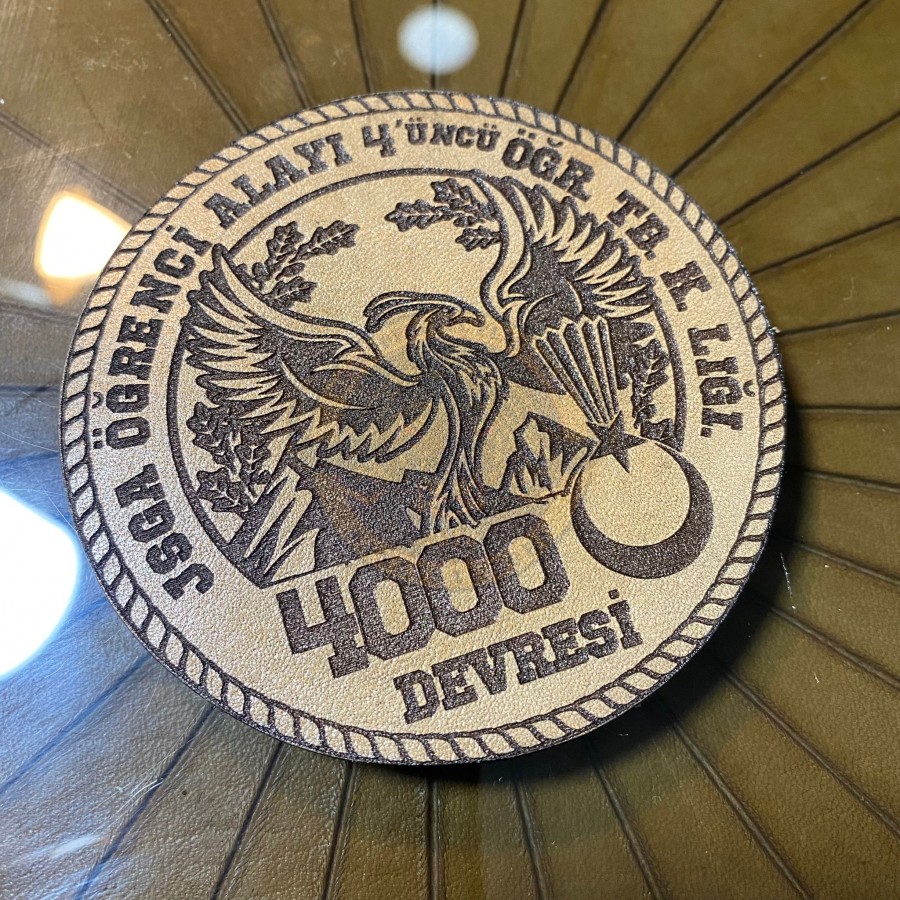 JSGA ÖĞRENCİ ALAYI 4'ÜNCÜ ÖĞR. TB. K. LIĞI.
4000
DEVRESİ